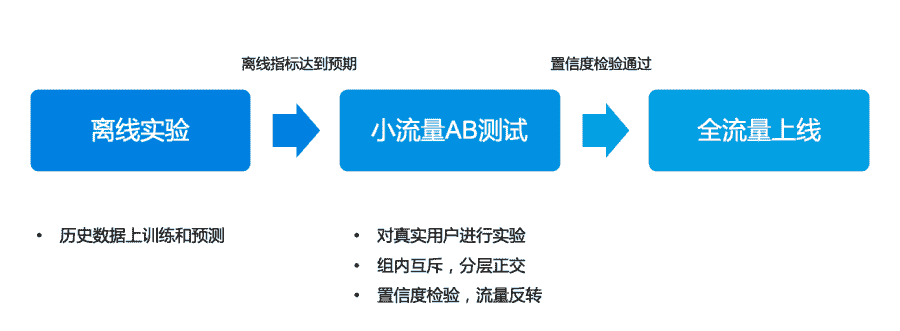 离线指标达到预期
置信度检验通过
离线实验
小流量AB测试
全流量上线
• 历史数据上训练和预测
• 对真实用户进行实验
• 组内互斥，分层正交
• 置信度检验，流量反转